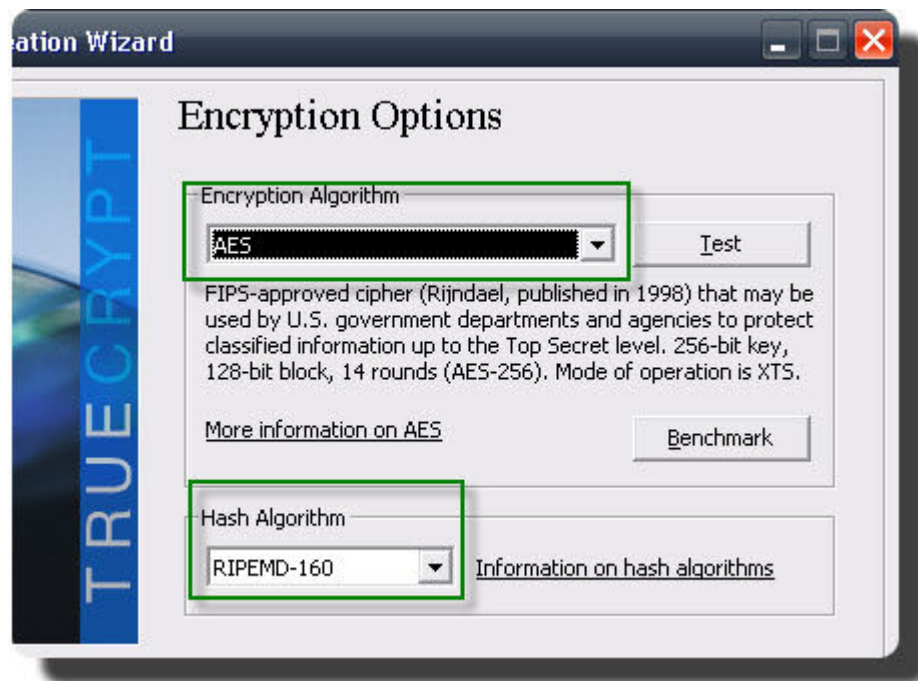 ation Wizard
Encryption Options
Encryption Algorithm
AES
Test
FIPS-approved cipher (Rijndael, published in 1998) that may be
used by U.S. government departments and agencies to protect
classified information up to the Top Secret level. 256-bit key,
128-bit block, 14 rounds (AES-256). Mode of operation is XTS.
More information on AES
Benchmark
Hash Algorithm
RIPEMD-160
Information on hash algorithms
TRUECRYPT